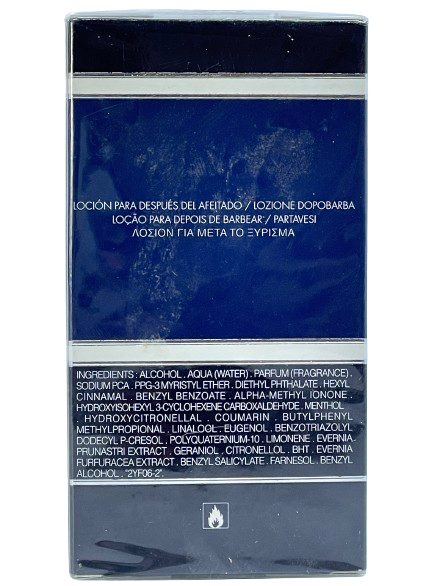 LOCIÓN PARA DESPUÉS DEL AFEITADO / LOZIONE DOPOBARBA
LOÇÃO PARA DEPOIS DE BARBEAR / PARTAVESI
ΛΟΣΙΟΝ ΓΙΑ ΜΕΤΑ ΤΟ ΞΥΡΙΣΜΑ
INGREDIENTS : ALCOHOL . AQUA (WATER) . PARFUM (FRAGRANCE) .
SODIUM PCA . PPG-3 MYRISTYL ETHER . DIETHYL PHTHALATE . HEXYL
CINNAMAL . BENZYL BENZOATE . ALPHA-METHYL IONONE .
HYDROXYISOHEXYL 3-CYCLOHEXENE CARBOXALDEHYDE . MENTHOL
. HYDROXYCITRONELLAL . COUMARIN . BUTYLPHENYL
METHYLPROPIONAL . LINALOOL . EUGENOL . BENZOTRIAZOLYL
DODECYL P-CRESOL . POLYQUATERNIUM-10 . LIMONENE . EVERNIA
PRUNASTRI EXTRACT . GERANIOL . CITRONELLOL . BHT . EVERNIA
FURFURACEA EXTRACT . BENZYL SALICYLATE . FARNESOL . BENZYL
ALCOHOL . "2YF06-2".